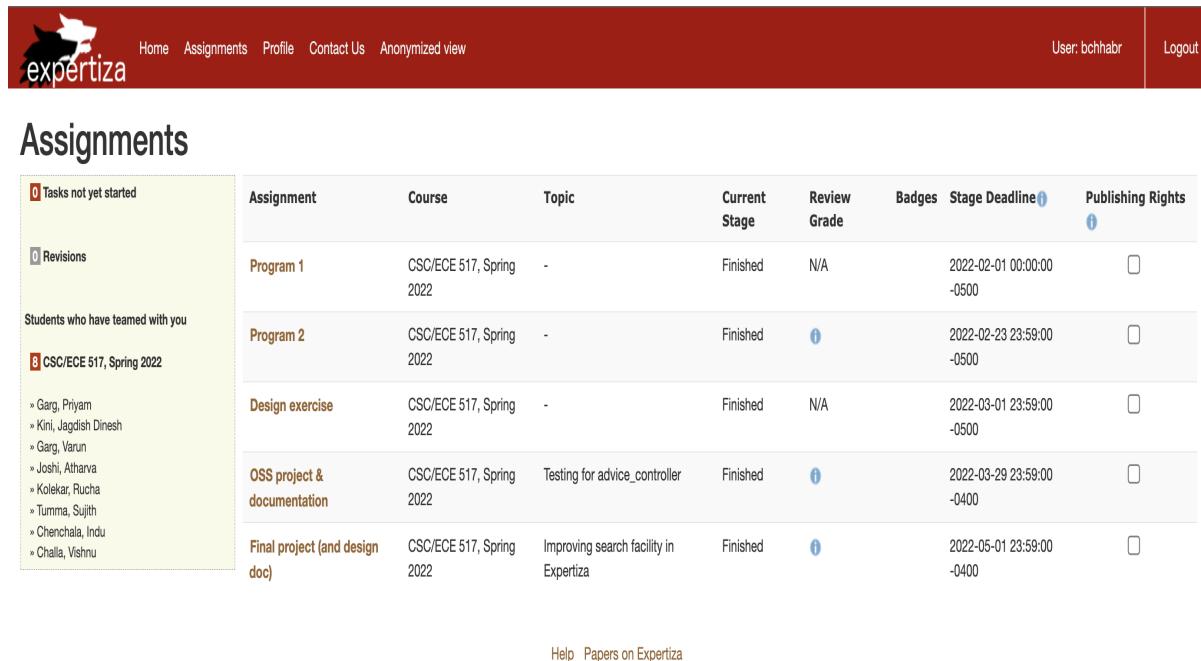 expertiza
Home Assignments Profile Contact Us Anonymized view User: bchhabr Logout
Assignments
0 Tasks not yet started
0 Revisions
Students who have teamed with you
8 CSC/ECE 517, Spring 2022
» Garg, Priyam
» Kini, Jagdish Dinesh
» Garg, Varun
» Joshi, Atharva
» Kolekar, Rucha
» Tumma, Sujith
» Chenchala, Indu
» Challa, Vishnu
Assignment Course Topic Current Review Badges Stage Deadline Publishing Rights
Stage Grade
Program 1 CSC/ECE 517, Spring - Finished N/A 2022-02-01 00:00:00
2022 -0500
Program 2 CSC/ECE 517, Spring - Finished 2022-02-23 23:59:00
2022 -0500
Design exercise CSC/ECE 517, Spring - Finished N/A 2022-03-01 23:59:00
2022 -0500
OSS project & CSC/ECE 517, Spring Testing for advice_controller Finished 2022-03-29 23:59:00
documentation 2022 -0400
Final project (and design CSC/ECE 517, Spring Improving search facility in Finished 2022-05-01 23:59:00
doc) 2022 Expertiza -0400
Help Papers on Expertiza